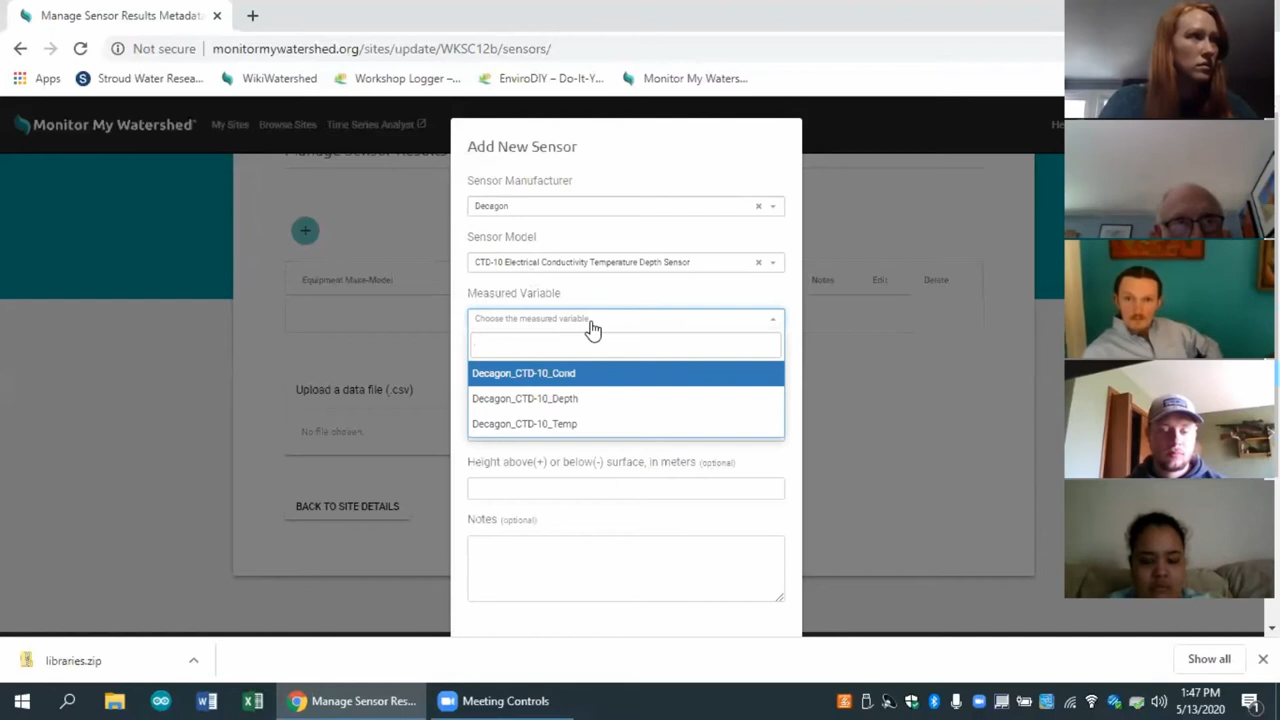 Manage Sensor Results Metadata
Not secure
monitormywatershed.org/sites/update/WKSC12b/sensors/
Apps
Stroud Water Resea...
WikiWatershed
Workshop Logger –...
EnviroDIY – Do-It-Y...
Monitor My Waters...
Monitor My Watershed
My Sites
Browse Sites
Time Series Analyst
He
Manage Sensor Results
Equipment Make-Model
Notes
Edit
Delete
Upload a data file (.csv)
No file chosen.
BACK TO SITE DETAILS
Add New Sensor
Sensor Manufacturer
Decagon
Sensor Model
CTD-10 Electrical Conductivity Temperature Depth Sensor
Measured Variable
Choose the measured variable
Decagon_CTD-10_Cond
Decagon_CTD-10_Depth
Decagon_CTD-10_Temp
Height above(+) or below(-) surface, in meters (optional)
Notes (optional)
libraries.zip
Show all
Manage Sensor Res...
Meeting Controls
1:47 PM
5/13/2020
1